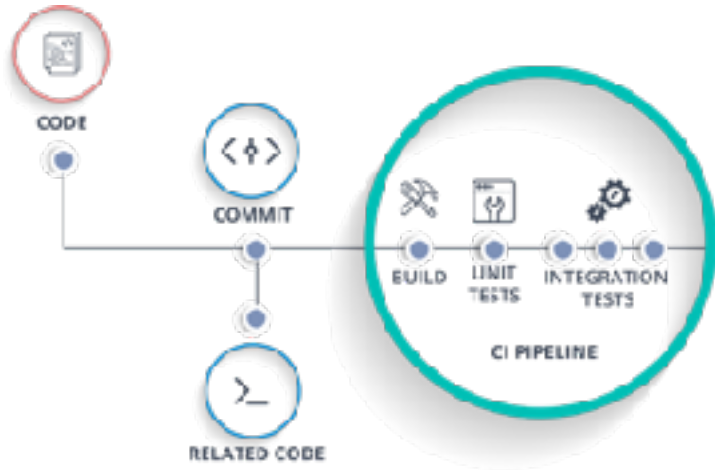 CODE
COMMIT
BUILD
UNIT
TESTS
INTEGRATION
TESTS
CI PIPELINE
RELATED CODE